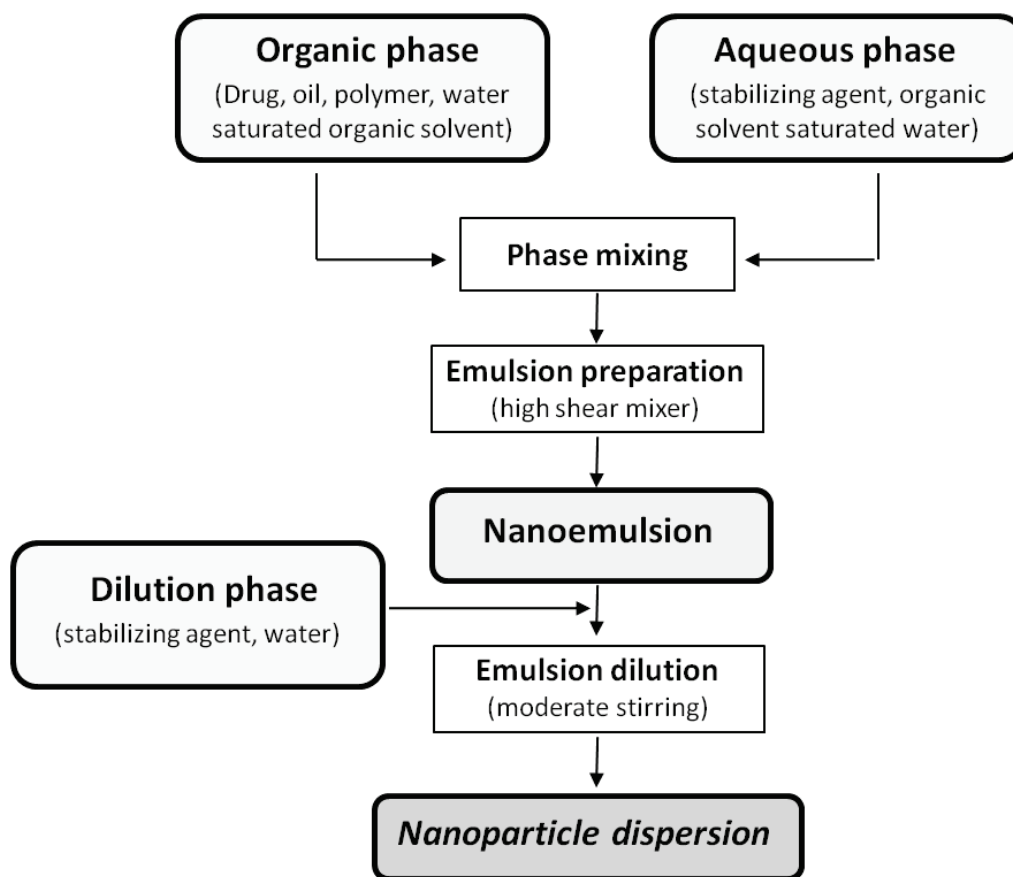 Organic phase
(Drug, oil, polymer, water
saturated organic solvent)
Aqueous phase
(stabilizing agent, organic
solvent saturated water)
Phase mixing
Emulsion preparation
(high shear mixer)
Nanoemulsion
Dilution phase
(stabilizing agent, water)
Emulsion dilution
(moderate stirring)
Nanoparticle dispersion